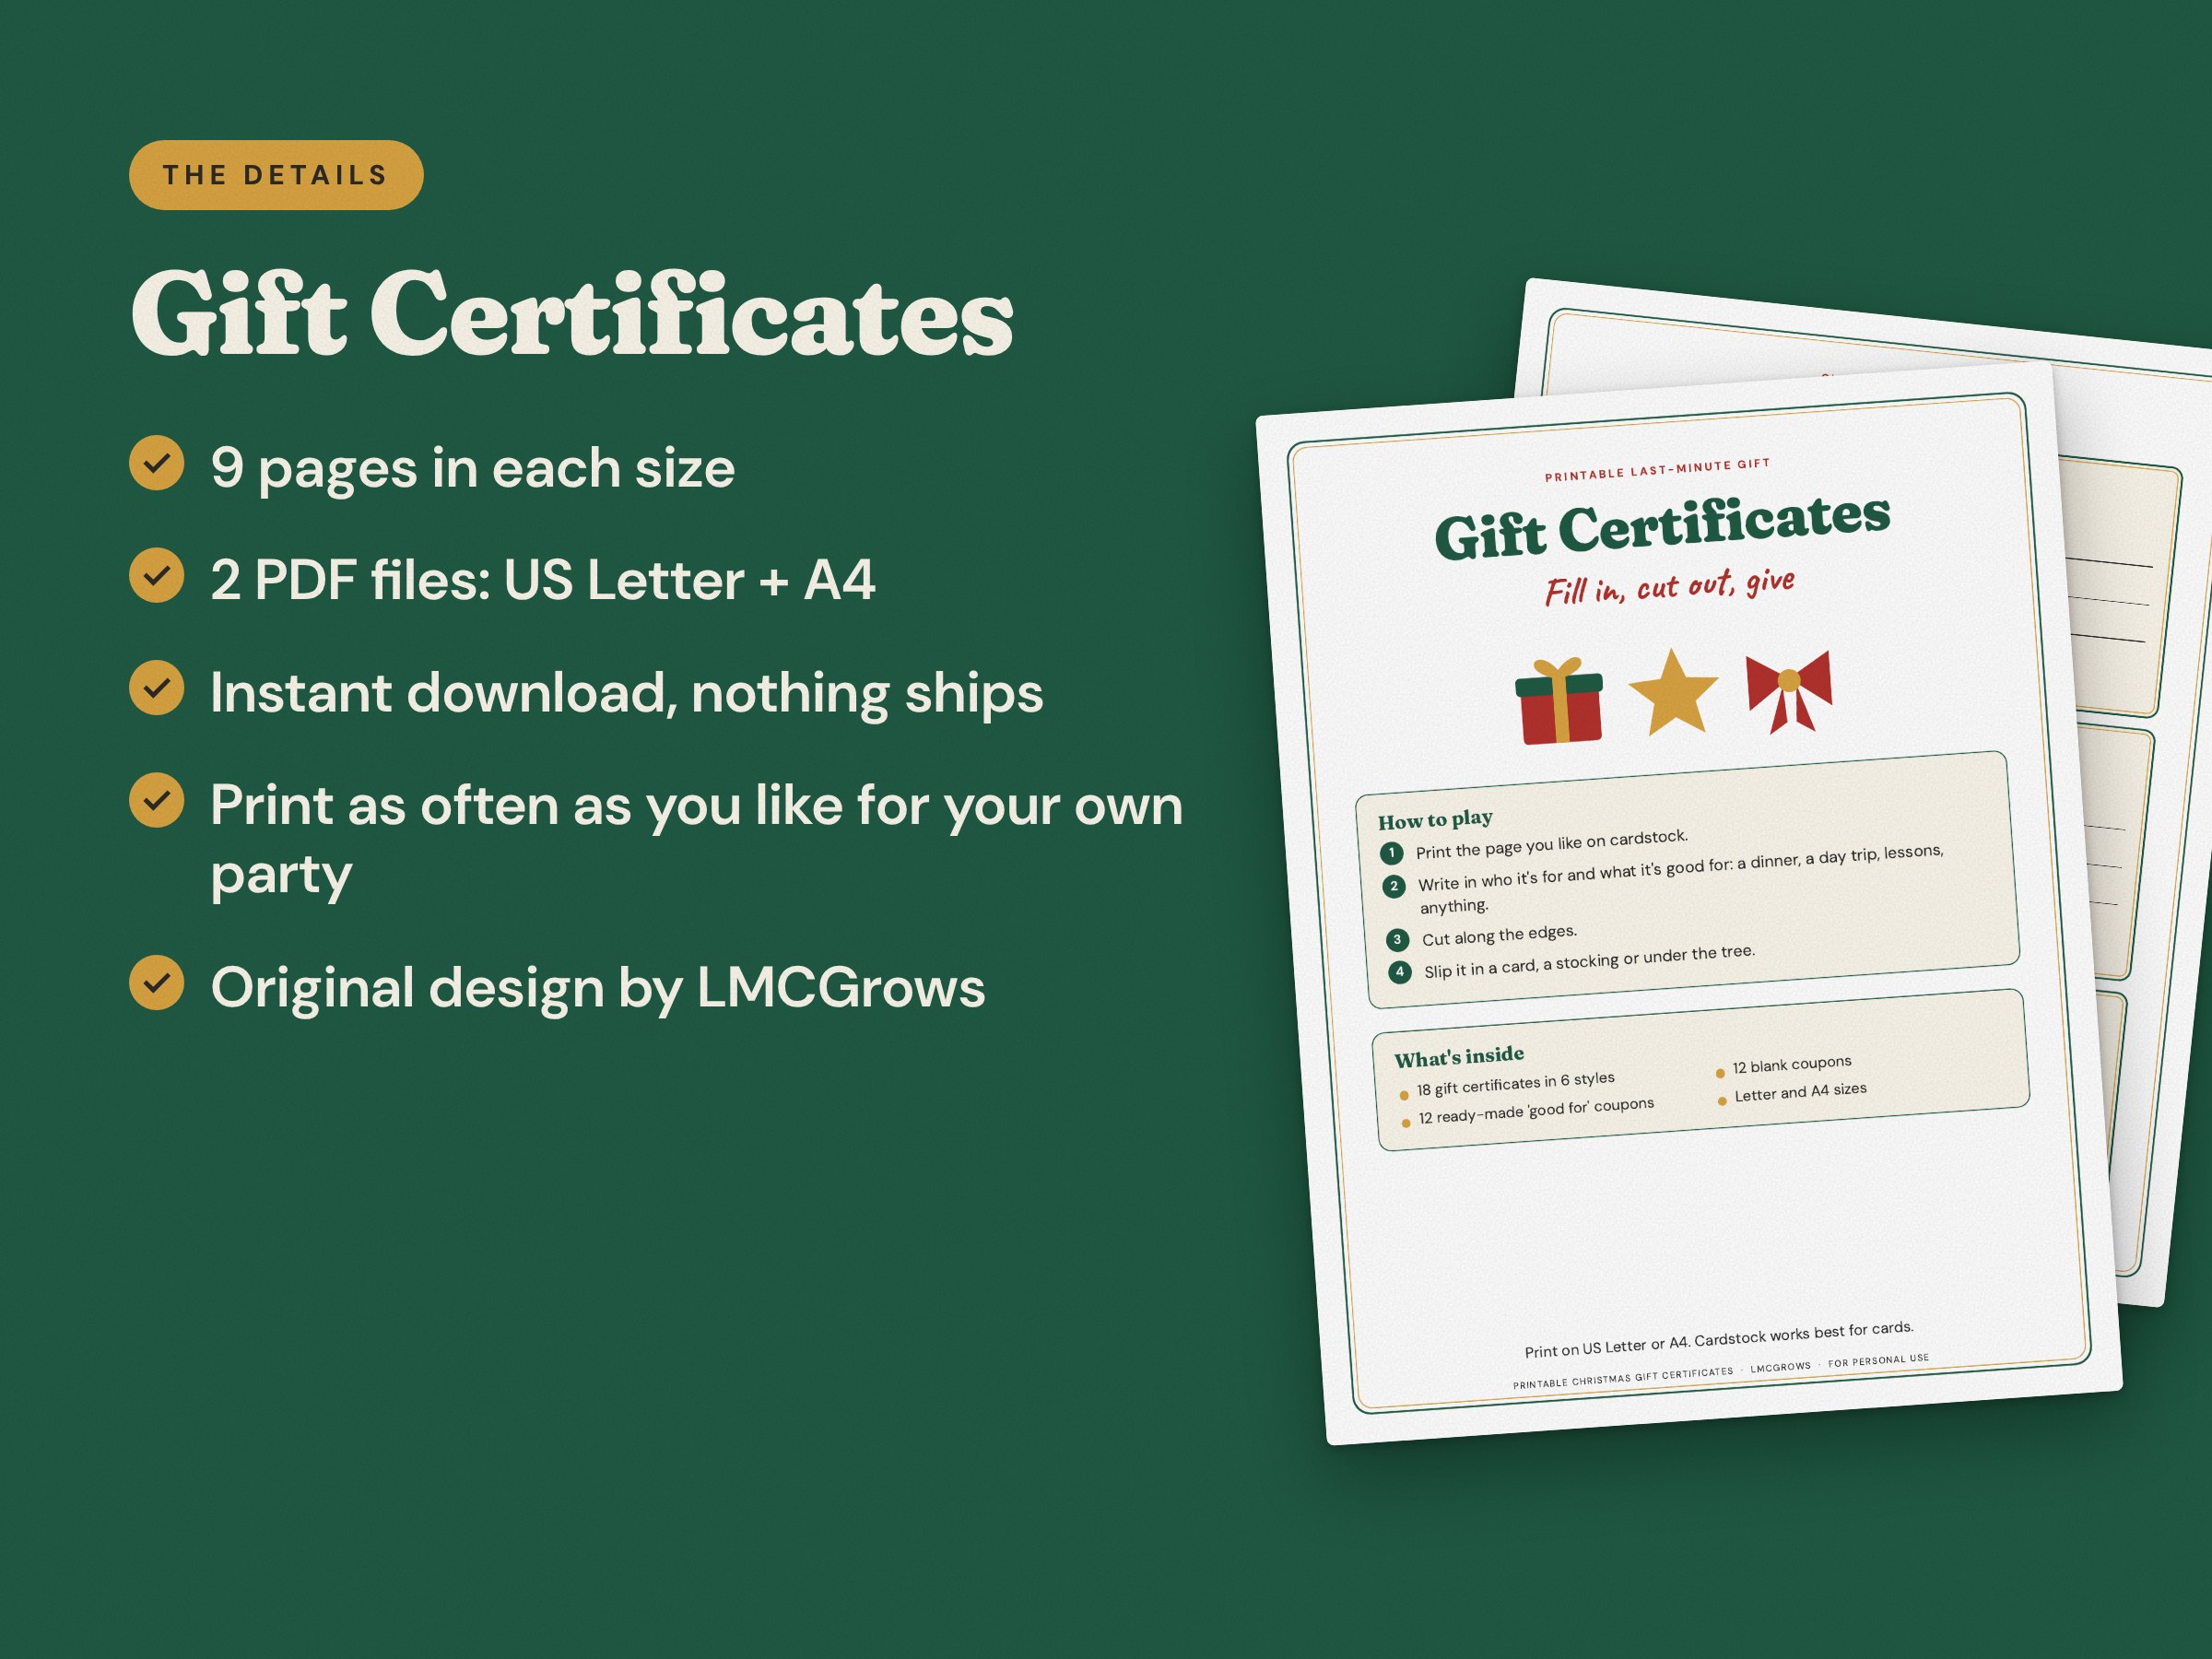 THE DETAILS
Gift Certificates
9 pages in each size
2 PDF files: US Letter + A4
Instant download, nothing ships
Print as often as you like for your own
party
Original design by LMCGrows
PRINTABLE LAST-MINUTE GIFT
Gift Certificates
Fill in, cut out, give
How to play
1 Print the page you like on cardstock.
2 Write in who it's for and what it's good for: a dinner, a day trip, lessons,
anything.
3 Cut along the edges.
4 Slip it in a card, a stocking or under the tree.
What's inside
18 gift certificates in 6 styles
12 ready-made 'good for' coupons
12 blank coupons
Letter and A4 sizes
Print on US Letter or A4. Cardstock works best for cards.
PRINTABLE CHRISTMAS GIFT CERTIFICATES · LMCGROWS · FOR PERSONAL USE